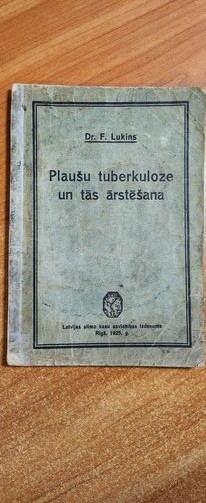 Dr. F. Lukins
Plaušu tuberkuloze
un tās ārstēšana
Latvijas slimo kasu savienības izdevums
Rīgā, 1925. g.